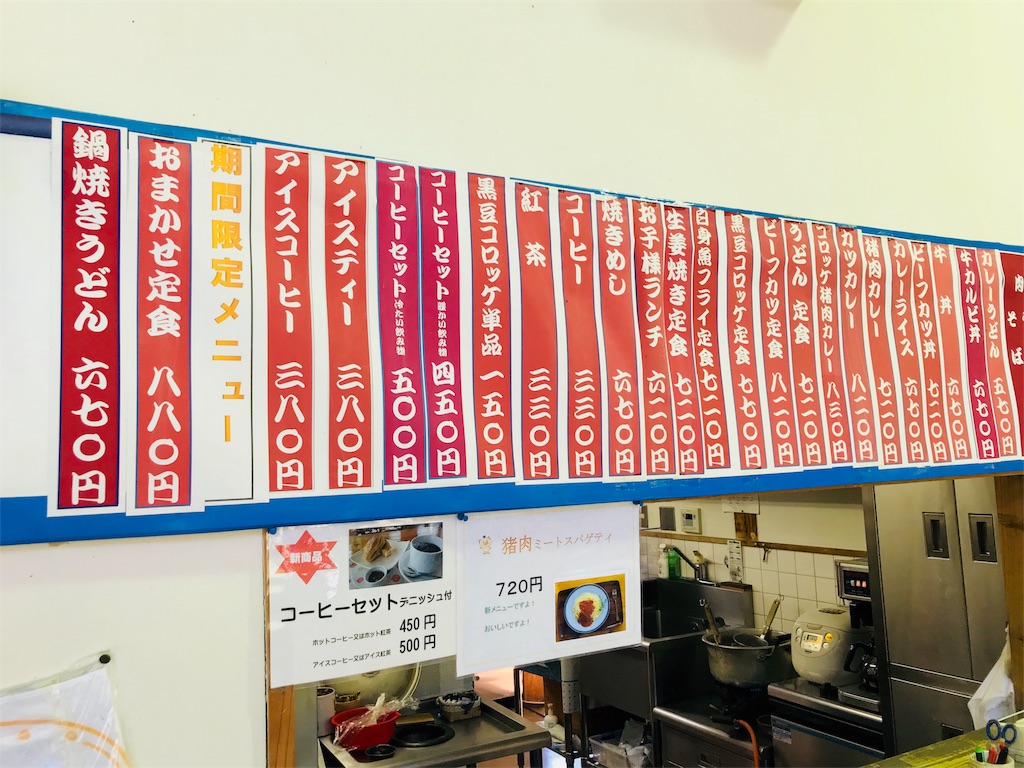 肉そば
カレーうどん 五七〇円
牛カルビ丼 六七〇円
牛丼 六七〇円
ビーフカツ丼 七二〇円
カレーライス 六七〇円
猪肉カレー 七二〇円
カツカレー 八二〇円
コロッケ猪肉カレー 八三〇円
うどん定食 七二〇円
ビーフカツ定食 八二〇円
黒豆コロッケ定食 七七〇円
白身魚フライ定食 七二〇円
生姜焼き定食 七二〇円
お子様ランチ 六二〇円
焼きめし 六七〇円
コーヒー 三三〇円
紅茶 三三〇円
黒豆コロッケ単品 一五〇円
コーヒーセット 暖かい飲み物 四五〇円
コーヒーセット 冷たい飲み物 五〇〇円
アイスティー 三八〇円
アイスコーヒー 三八〇円
期間限定メニュー
おまかせ定食 八八〇円
鍋焼きうどん 六七〇円
新商品
コーヒーセット デニッシュ付
ホットコーヒー又はホット紅茶 450円
アイスコーヒー又はアイス紅茶 500円
猪肉ミートスパゲティ
720円
新メニューですよ！
おいしいですよ！